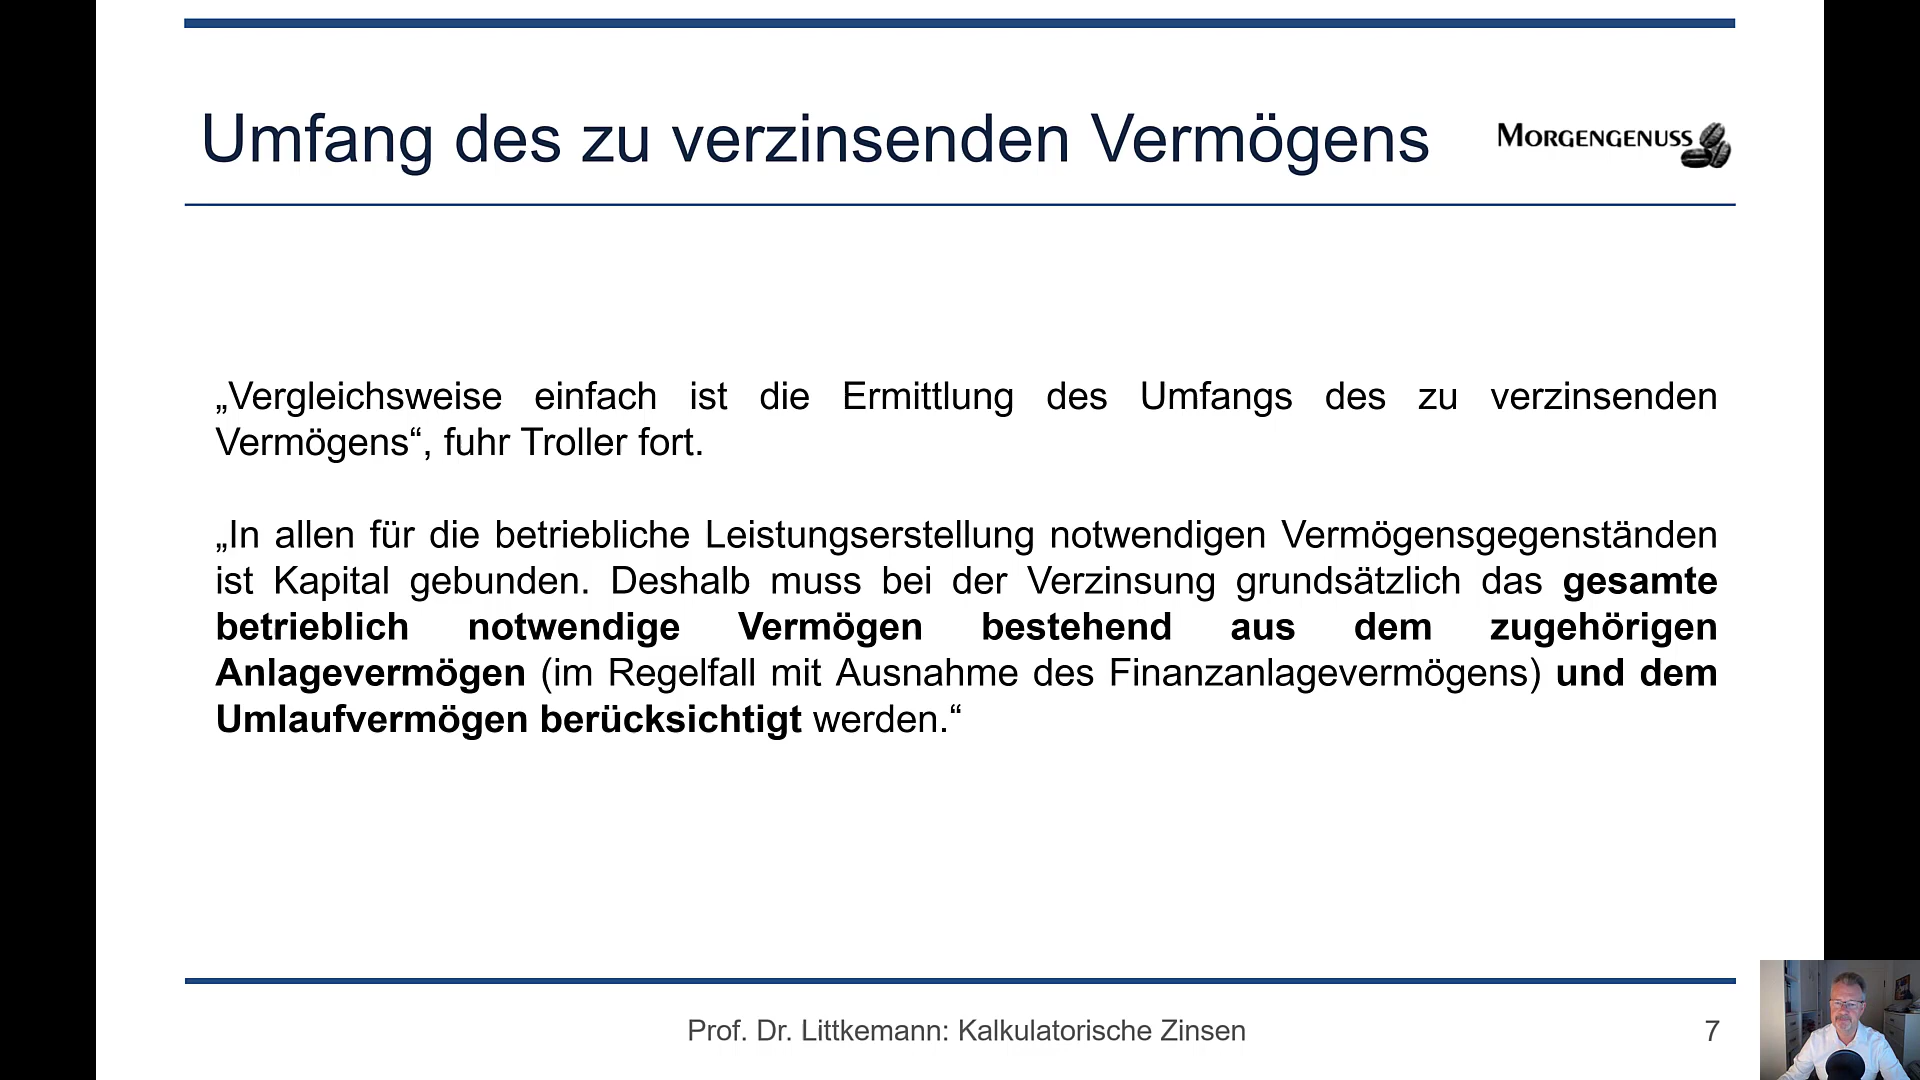 Umfang des zu verzinsenden Vermögens
MORGENGENUSS
„Vergleichsweise einfach ist die Ermittlung des Umfangs des zu verzinsenden
Vermögens“, fuhr Troller fort.
„In allen für die betriebliche Leistungserstellung notwendigen Vermögensgegenständen
ist Kapital gebunden. Deshalb muss bei der Verzinsung grundsätzlich das gesamte
betrieblich notwendige Vermögen bestehend aus dem zugehörigen
Anlagevermögen (im Regelfall mit Ausnahme des Finanzanlagevermögens) und dem
Umlaufvermögen berücksichtigt werden.“
Prof. Dr. Littkemann: Kalkulatorische Zinsen
7